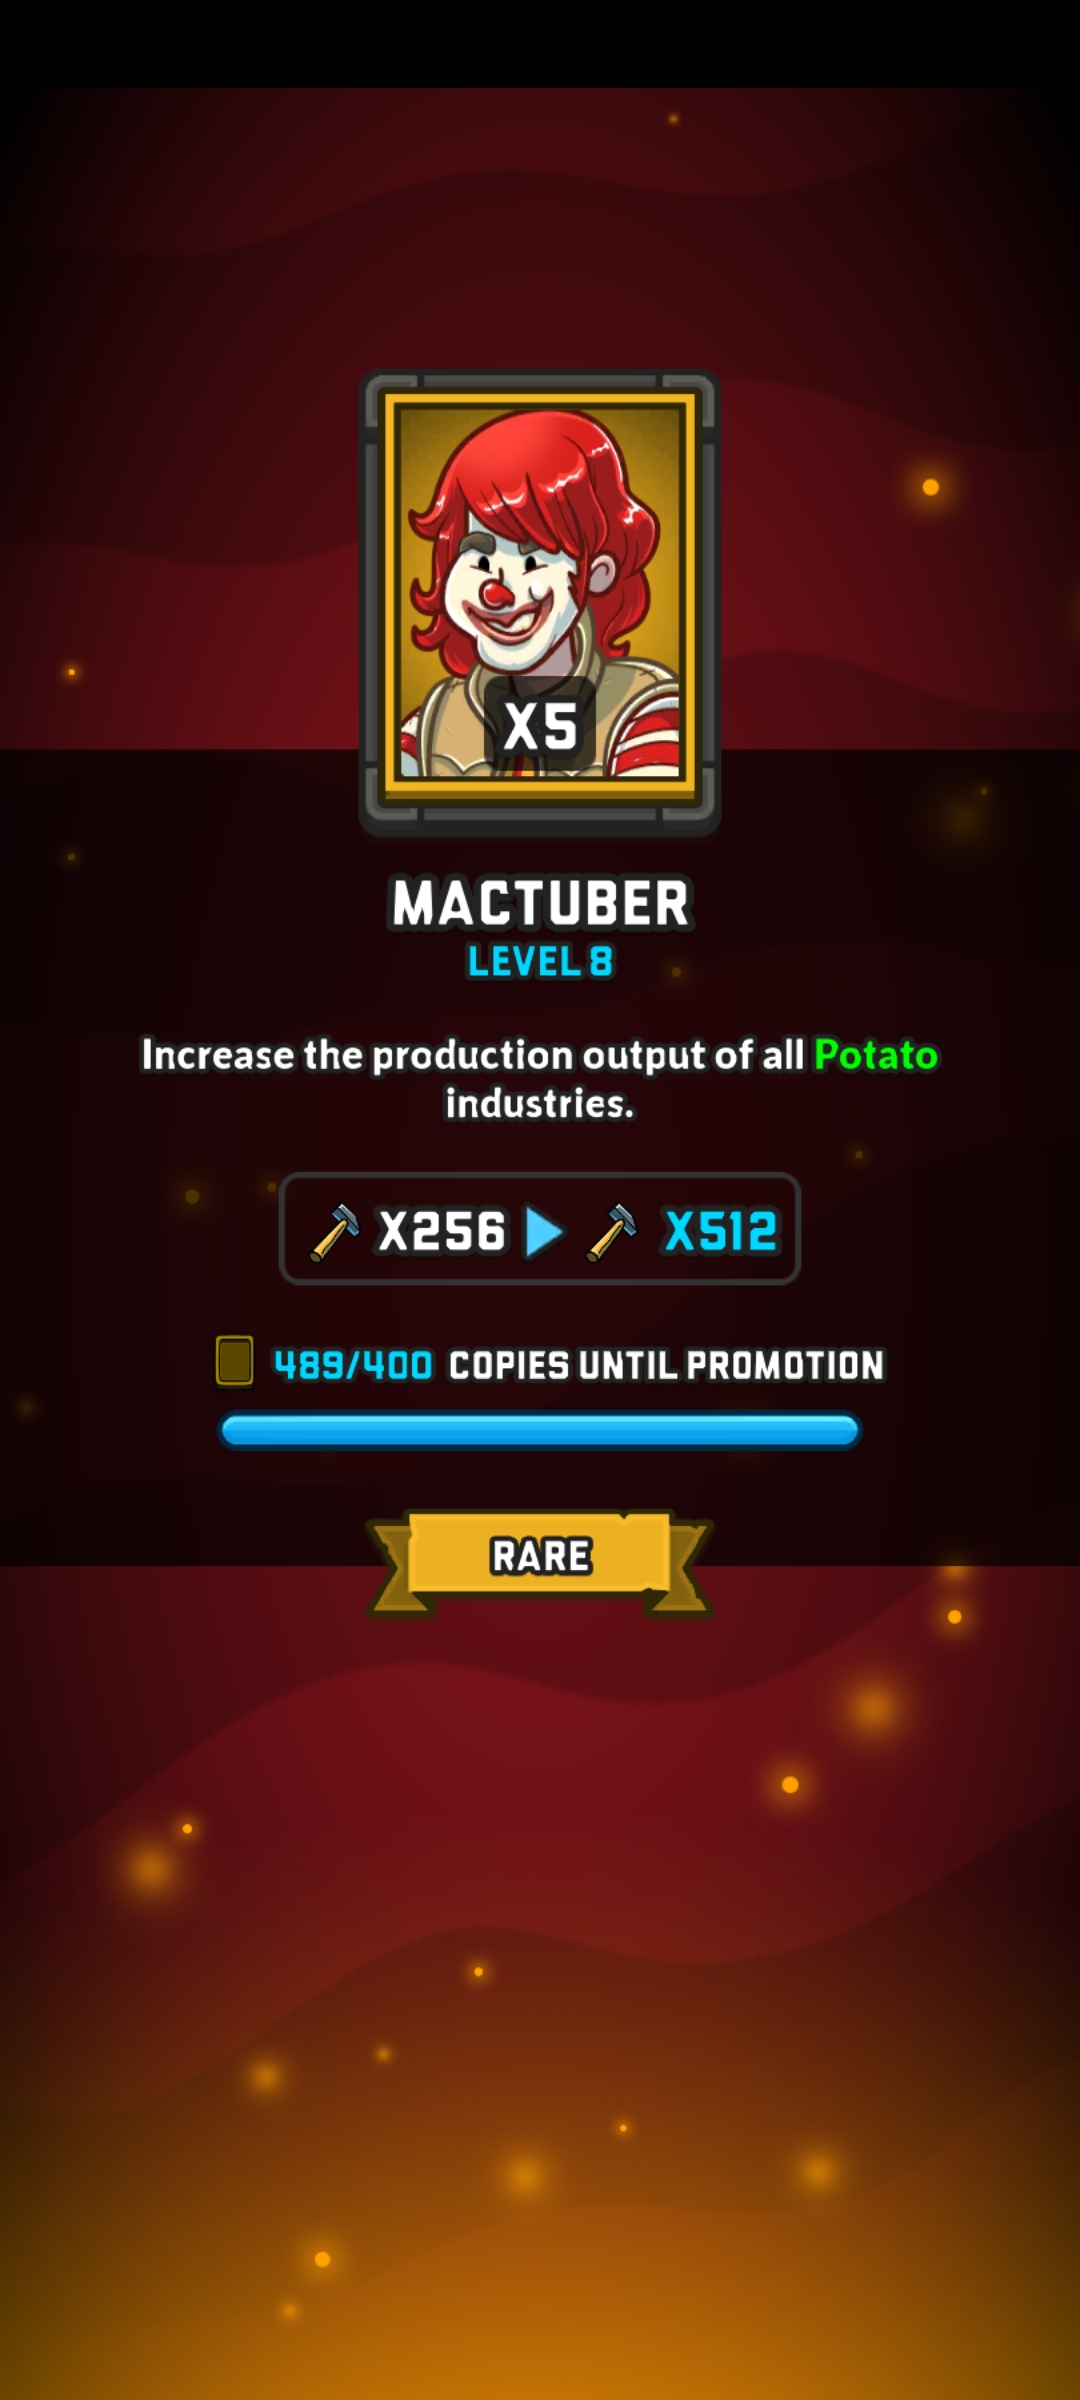 X5
MACTUBER
LEVEL 8
Increase the production output of all Potato
industries.
X256 X512
489/400 COPIES UNTIL PROMOTION
RARE